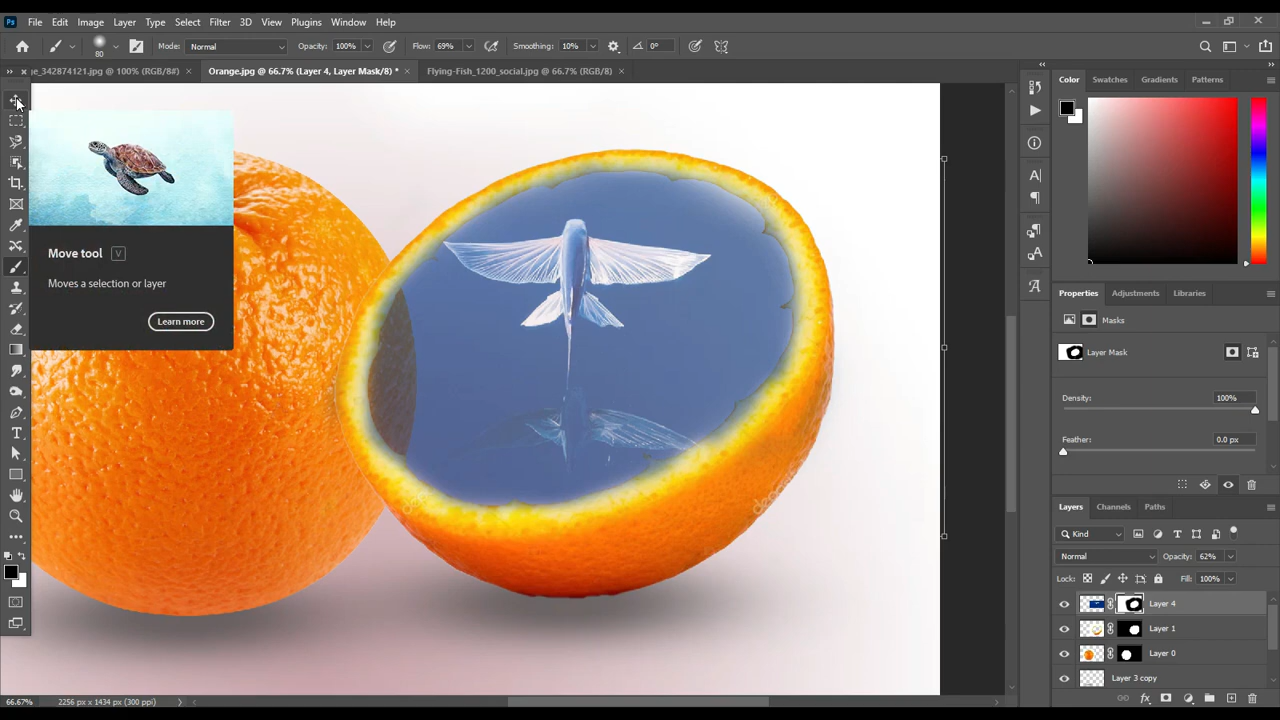 Ps File Edit Image Layer Type Select Filter 3D View Plugins Window Help
80 Mode: Normal Opacity: 100% Flow: 69% Smoothing: 10% 0°
ge_342874121.jpg @ 100% (RGB/8#) × Orange.jpg @ 66.7% (Layer 4, Layer Mask/8) * × Flying-Fish_1200_social.jpg @ 66.7% (RGB/8) ×
Move tool V
Moves a selection or layer
Learn more
Color Swatches Gradients Patterns
Properties Adjustments Libraries
Masks
Layer Mask
Density: 100%
Feather: 0.0 px
Layers Channels Paths
Kind
Normal Opacity: 62%
Lock: Fill: 100%
Layer 4
Layer 1
Layer 0
Layer 3 copy
66.67% 2256 px x 1434 px (300 ppi)